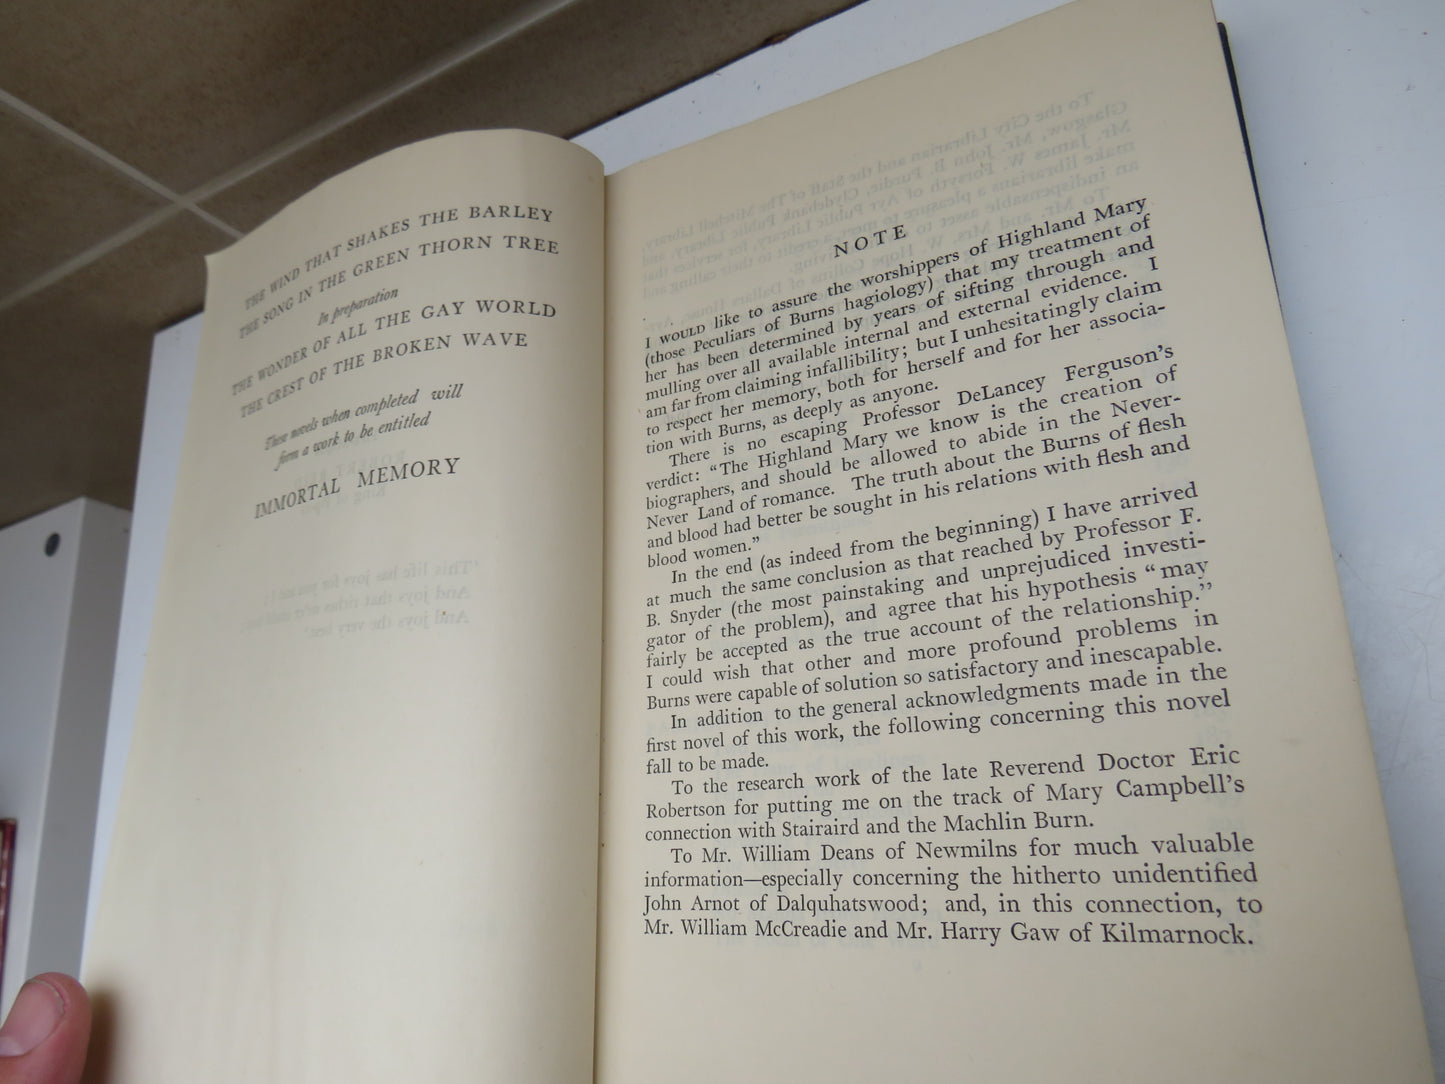 THE WIND THAT SHAKES THE BARLEY
THE SONG IN THE GREEN THORN TREE
In preparation
THE WONDER OF ALL THE GAY WORLD
THE CREST OF THE BROKEN WAVE
These novels when completed will
form a work to be entitled
IMMORTAL MEMORY
NOTE
I WOULD like to assure the worshippers of Highland Mary
(those Peculiars of Burns hagiology) that my treatment of
her has been determined by years of sifting through and
mulling over all available internal and external evidence. I
am far from claiming infallibility; but I unhesitatingly claim
to respect her memory, both for herself and for her associa-
tion with Burns, as deeply as anyone.
There is no escaping Professor DeLancey Ferguson's
verdict: "The Highland Mary we know is the creation of
biographers, and should be allowed to abide in the Never-
Never Land of romance. The truth about the Burns of flesh
and blood had better be sought in his relations with flesh and
blood women."
In the end (as indeed from the beginning) I have arrived
at much the same conclusion as that reached by Professor F.
B. Snyder (the most painstaking and unprejudiced investi-
gator of the problem), and agree that his hypothesis "may
fairly be accepted as the true account of the relationship."
I could wish that other and more profound problems in
Burns were capable of solution so satisfactory and inescapable.
In addition to the general acknowledgments made in the
first novel of this work, the following concerning this novel
fall to be made.
To the research work of the late Reverend Doctor Eric
Robertson for putting me on the track of Mary Campbell's
connection with Stairaird and the Machlin Burn.
To Mr. William Deans of Newmilns for much valuable
information—especially concerning the hitherto unidentified
John Arnot of Dalquhatswood; and, in this connection, to
Mr. William McCreadie and Mr. Harry Gaw of Kilmarnock.